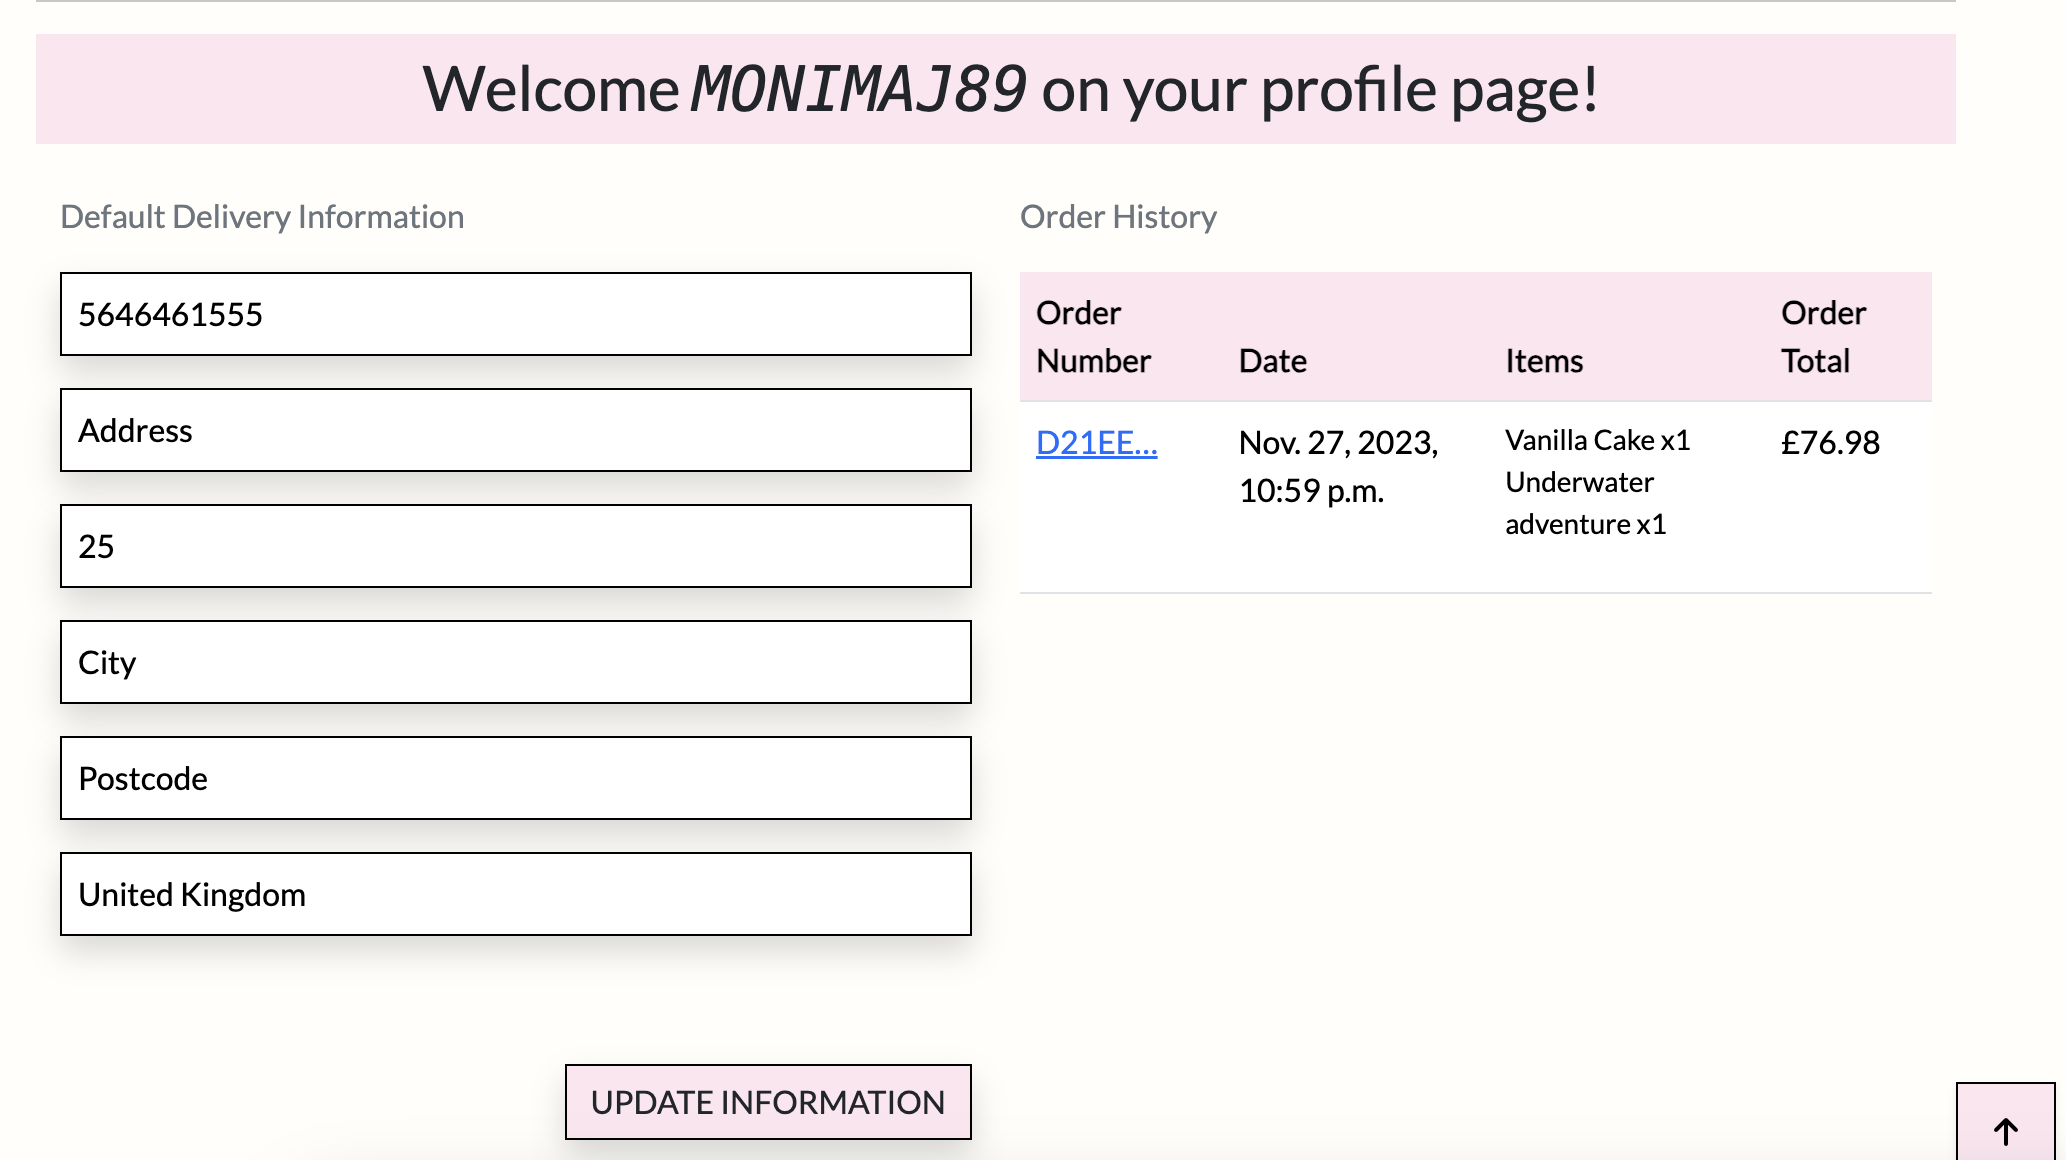 Welcome MONIMAJ89 on your profile page!
Default Delivery Information
5646461555
Address
25
City
Postcode
United Kingdom
UPDATE INFORMATION
Order History
Order
Number
Date
Items
Order
Total
D21EE...
Nov. 27, 2023,
10:59 p.m.
Vanilla Cake x1
Underwater
adventure x1
£76.98